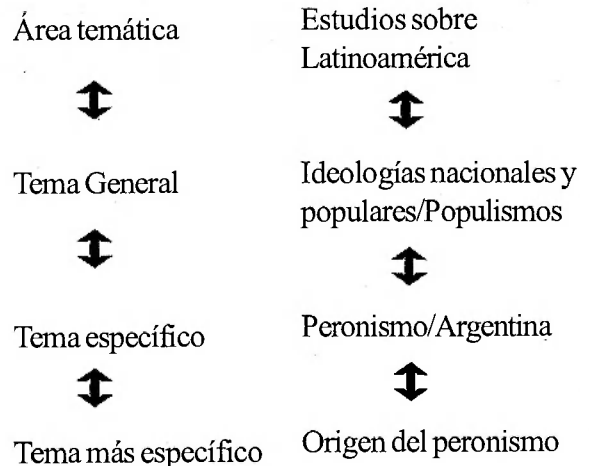 Área temática
Estudios sobre
Latinoamérica
Tema General
Ideologías nacionales y
populares/Populismos
Tema específico
Peronismo/Argentina
Tema más específico
Origen del peronismo